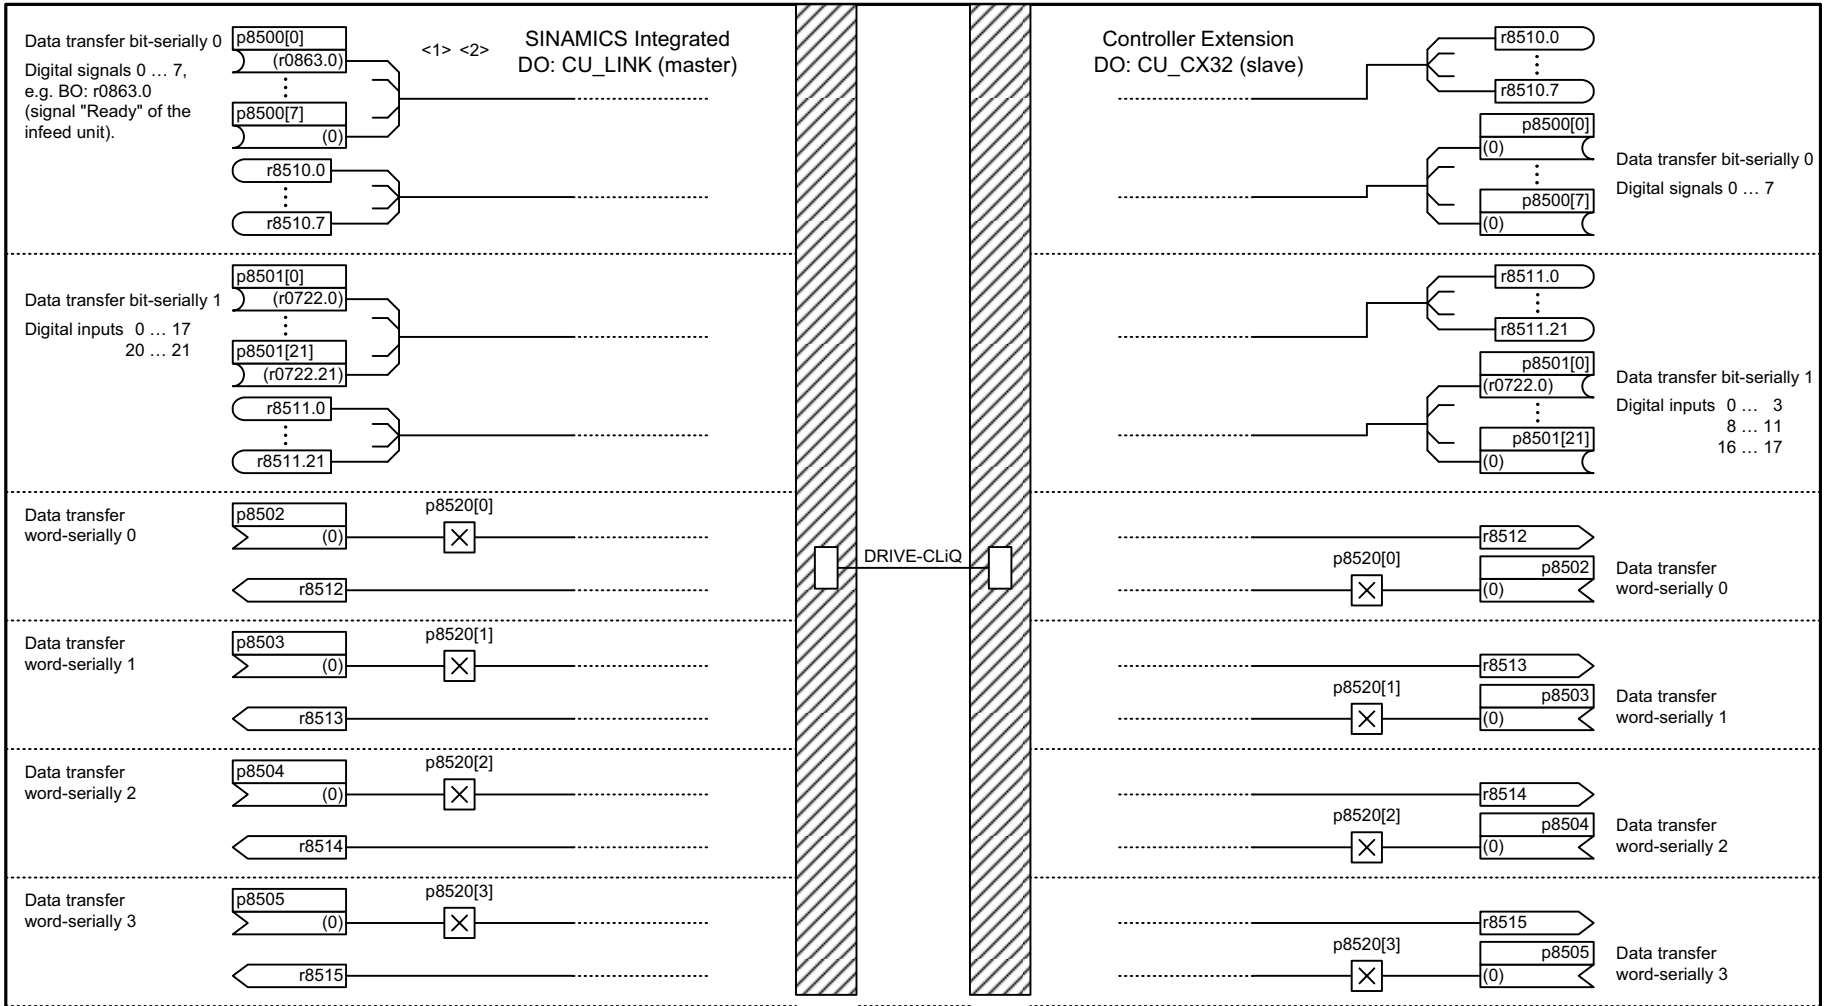 Data transfer bit-serially 0
Digital signals 0 … 7,
e.g. BO: r0863.0
(signal "Ready" of the
infeed unit).
p8500[0]
(r0863.0)
p8500[7]
(0)
r8510.0
r8510.7
<1> <2>
SINAMICS Integrated
DO: CU_LINK (master)
Controller Extension
DO: CU_CX32 (slave)
r8510.0
r8510.7
p8500[0]
(0)
p8500[7]
(0)
Data transfer bit-serially 0
Digital signals 0 … 7
Data transfer bit-serially 1
Digital inputs 0 … 17
20 … 21
p8501[0]
(r0722.0)
p8501[21]
(r0722.21)
r8511.0
r8511.21
r8511.0
r8511.21
p8501[0]
(r0722.0)
p8501[21]
(0)
Data transfer bit-serially 1
Digital inputs 0 … 3
8 … 11
16 … 17
Data transfer
word-serially 0
p8502
(0)
p8520[0]
r8512
DRIVE-CLiQ
r8512
p8520[0]
p8502
(0)
Data transfer
word-serially 0
Data transfer
word-serially 1
p8503
(0)
p8520[1]
r8513
r8513
p8520[1]
p8503
(0)
Data transfer
word-serially 1
Data transfer
word-serially 2
p8504
(0)
p8520[2]
r8514
r8514
p8520[2]
p8504
(0)
Data transfer
word-serially 2
Data transfer
word-serially 3
p8505
(0)
p8520[3]
r8515
r8515
p8520[3]
p8505
(0)
Data transfer
word-serially 3